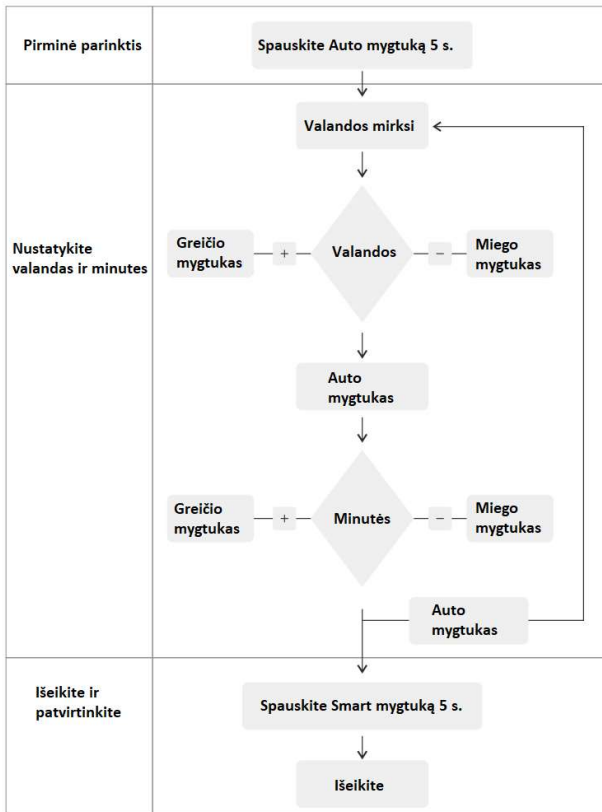 Pirminė parinktis
Spauskite Auto mygtuką 5 s.
Nustatykite
valandas ir minutes
Valandos mirksi
Greičio
mygtukas
+
Valandos
−
Miego
mygtukas
Auto
mygtukas
Greičio
mygtukas
+
Minutės
−
Miego
mygtukas
Auto
mygtukas
Išeikite ir
patvirtinkite
Spauskite Smart mygtuką 5 s.
Išeikite